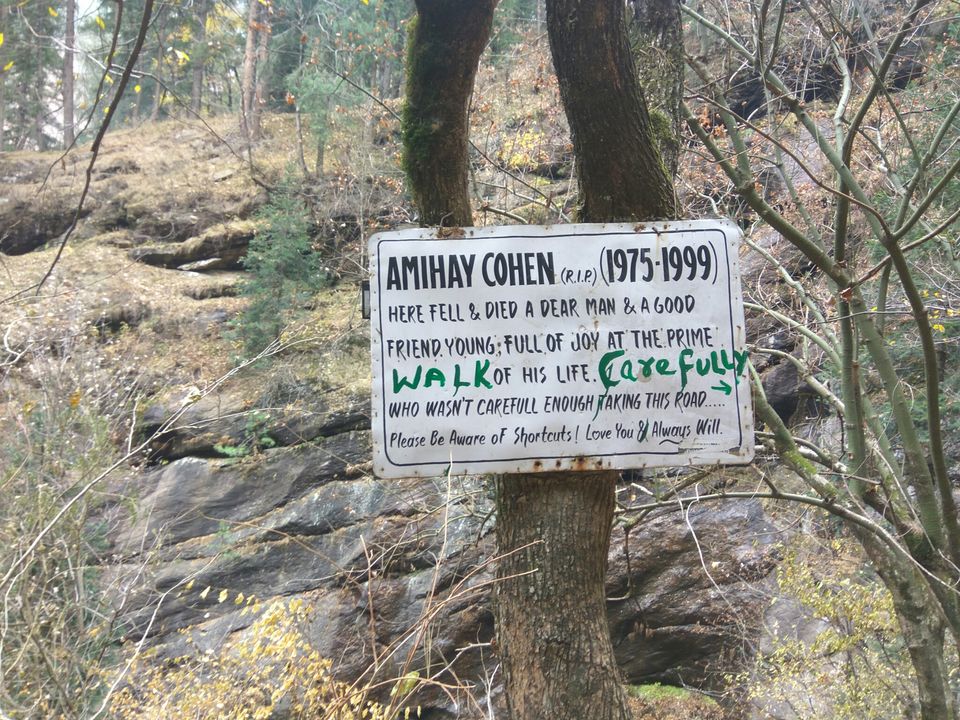 AMIHAY COHEN (R.I.P.) (1975-1999)
HERE FELL & DIED A DEAR MAN & A GOOD
FRIEND.YOUNG, FULL OF JOY AT THE PRIME
WALK OF HIS LIFE. Carefully →
WHO WASN'T CAREFULL ENOUGH TAKING THIS ROAD.....
Please Be Aware of Shortcuts! Love You & Always Will.